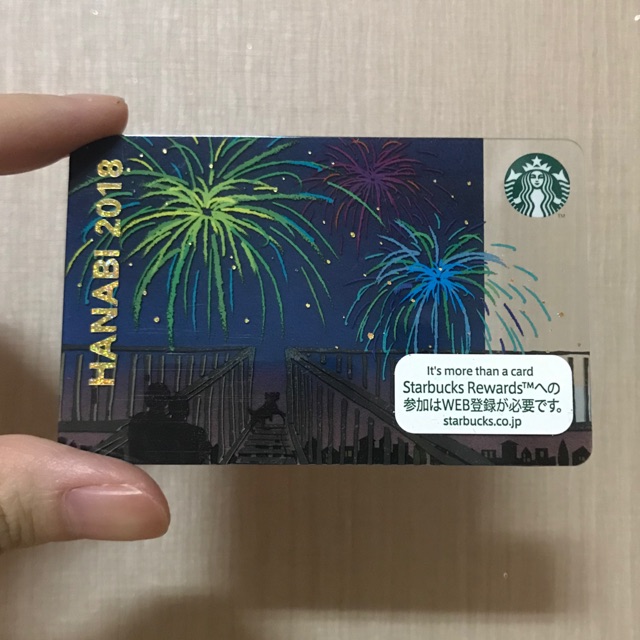 HANABI 2018
TM
It's more than a card
Starbucks Rewards™への
参加はWEB登録が必要です。
starbucks.co.jp